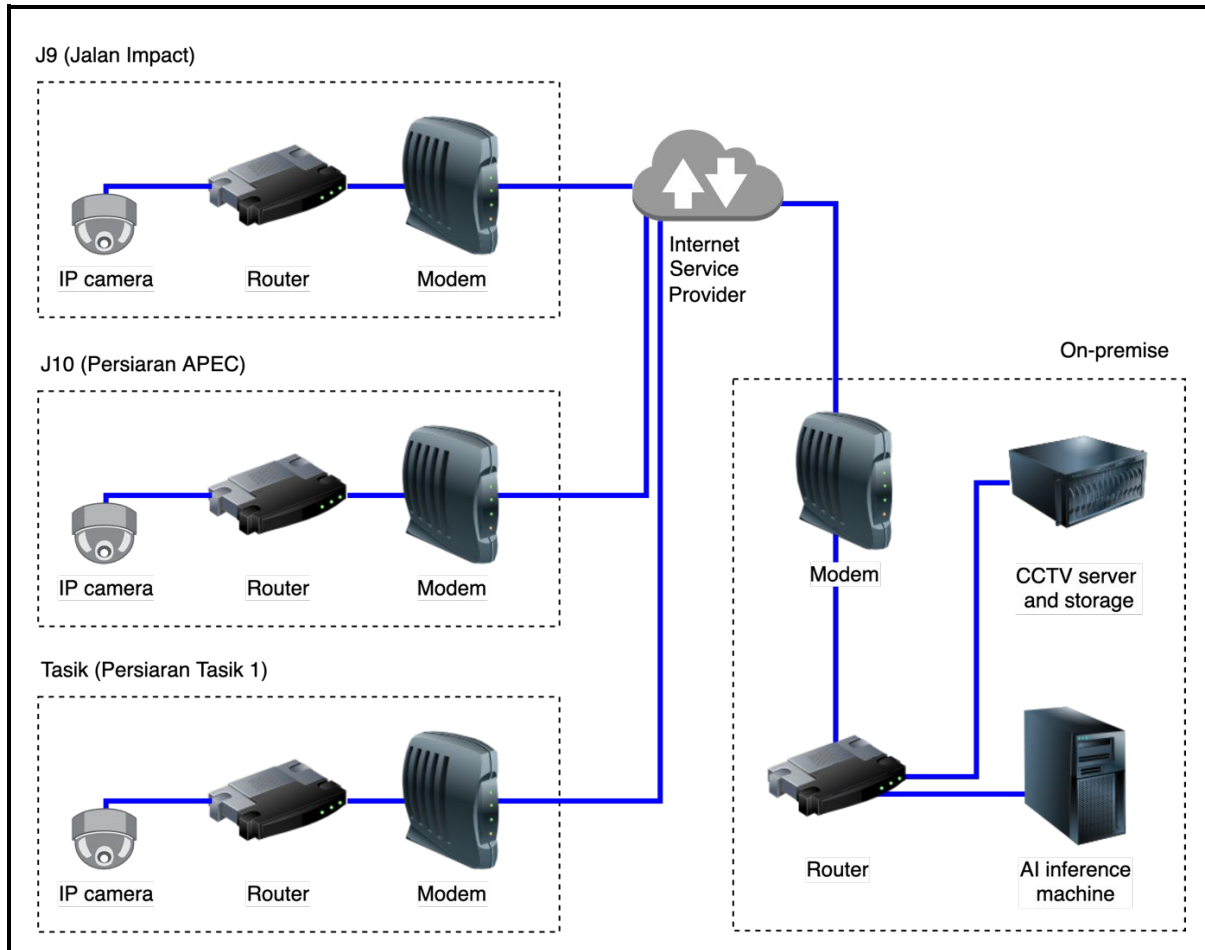 J9 (Jalan Impact)
IP camera
Router
Modem
Internet
Service
Provider
J10 (Persiaran APEC)
IP camera
Router
Modem
Tasik (Persiaran Tasik 1)
IP camera
Router
Modem
On-premise
Modem
CCTV server
and storage
Router
AI inference
machine